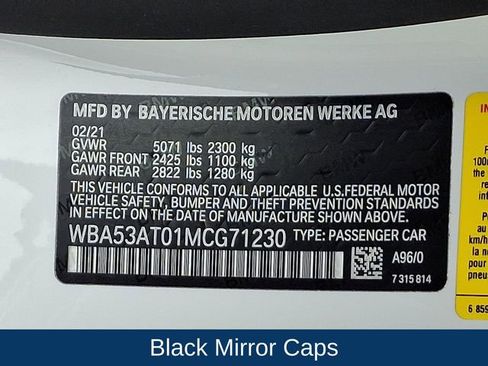 MFD BY BAYERISCHE MOTOREN WERKE AG
02/21
GVWR 5071 lbs 2300 kg
GAWR FRONT 2425 lbs 1100 kg
GAWR REAR 2822 lbs 1280 kg
THIS VEHICLE CONFORMS TO ALL APPLICABLE U.S.FEDERAL MOTOR
VEHICLE SAFETY, BUMPER AND THEFT PREVENTION STANDARDS
IN EFFECT ON THE DATE OF MANUFACTURE SHOWN ABOVE.
WBA53AT01MCG71230 TYPE: PASSENGER CAR
A96/0
7 315 814
Black Mirror Caps